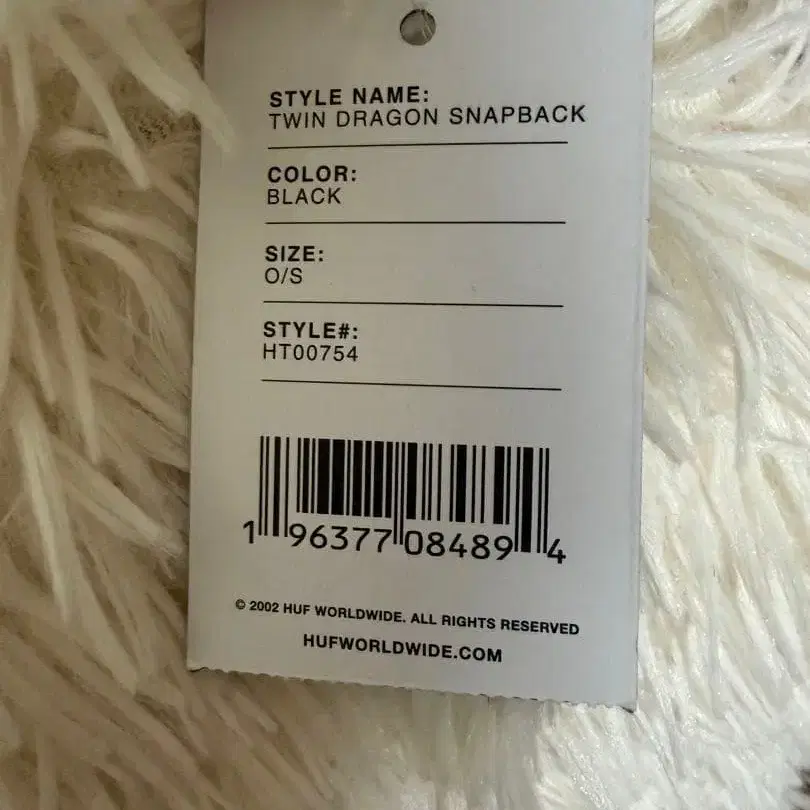 STYLE NAME:
TWIN DRAGON SNAPBACK
COLOR:
BLACK
SIZE:
O/S
STYLE#:
HT00754
1 96377 08489 4
© 2002 HUF WORLDWIDE. ALL RIGHTS RESERVED
HUFWORLDWIDE.COM